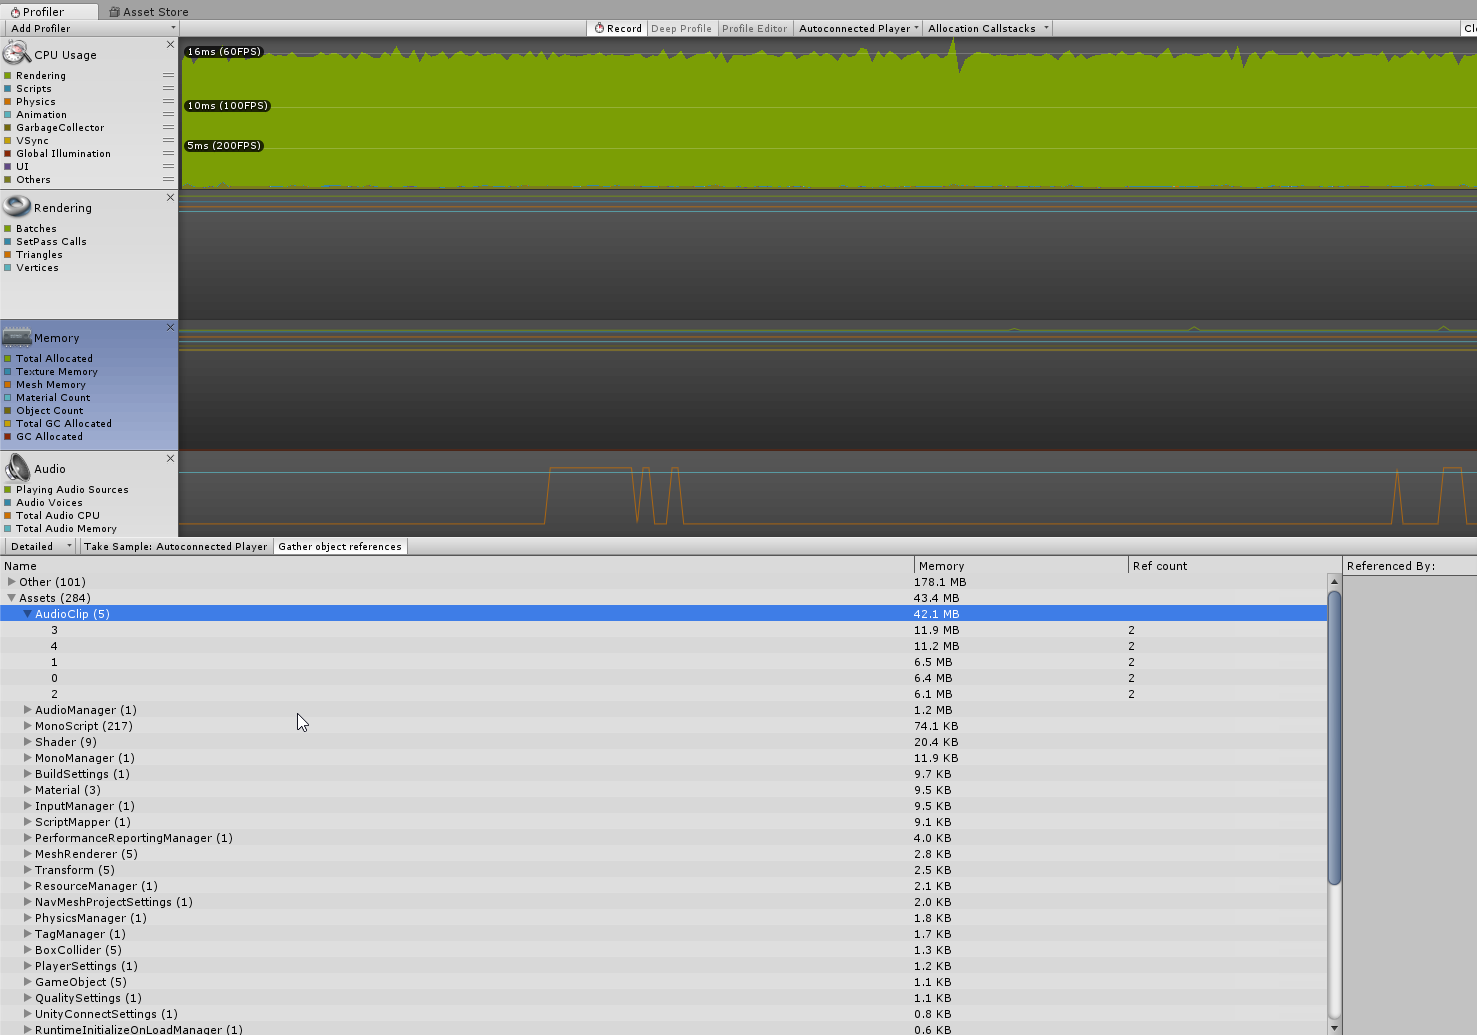 Profiler Asset Store
Add Profiler Record Deep Profile Profile Editor Autoconnected Player Allocation Callstacks Cl
CPU Usage
Rendering
Scripts
Physics
Animation
GarbageCollector
VSync
Global Illumination
UI
Others
16ms (60FPS)
10ms (100FPS)
5ms (200FPS)
Rendering
Batches
SetPass Calls
Triangles
Vertices
Memory
Total Allocated
Texture Memory
Mesh Memory
Material Count
Object Count
Total GC Allocated
GC Allocated
Audio
Playing Audio Sources
Audio Voices
Total Audio CPU
Total Audio Memory
Detailed Take Sample: Autoconnected Player Gather object references
Name Memory Ref count Referenced By:
Other (101) 178.1 MB
Assets (284) 43.4 MB
AudioClip (5) 42.1 MB
3 11.9 MB 2
4 11.2 MB 2
1 6.5 MB 2
0 6.4 MB 2
2 6.1 MB 2
AudioManager (1) 1.2 MB
MonoScript (217) 74.1 KB
Shader (9) 20.4 KB
MonoManager (1) 11.9 KB
BuildSettings (1) 9.7 KB
Material (3) 9.5 KB
InputManager (1) 9.5 KB
ScriptMapper (1) 9.1 KB
PerformanceReportingManager (1) 4.0 KB
MeshRenderer (5) 2.8 KB
Transform (5) 2.5 KB
ResourceManager (1) 2.1 KB
NavMeshProjectSettings (1) 2.0 KB
PhysicsManager (1) 1.8 KB
TagManager (1) 1.7 KB
BoxCollider (5) 1.3 KB
PlayerSettings (1) 1.2 KB
GameObject (5) 1.1 KB
QualitySettings (1) 1.1 KB
UnityConnectSettings (1) 0.8 KB
RuntimeInitializeOnLoadManager (1) 0.6 KB